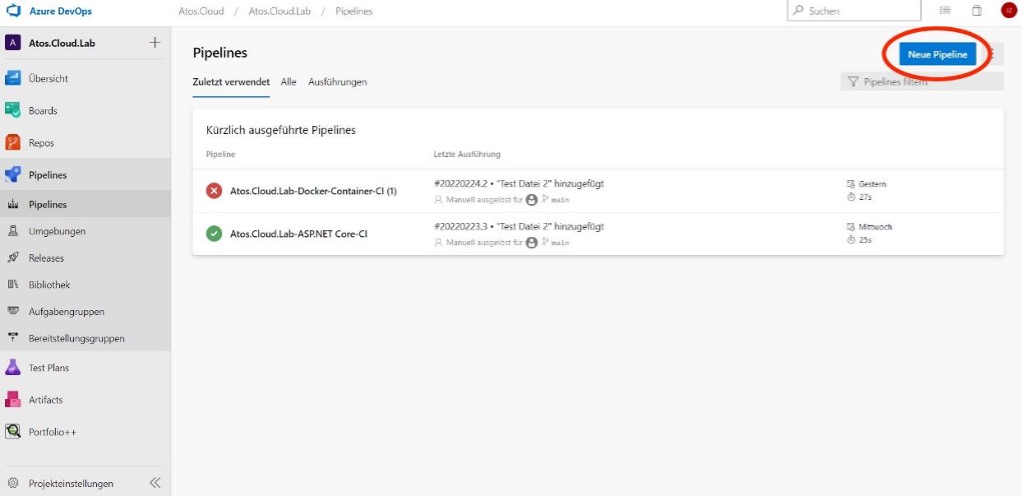 Azure DevOps
Atos.Cloud / Atos.Cloud.Lab / Pipelines
Suchen
A Atos.Cloud.Lab
Übersicht
Boards
Repos
Pipelines
Pipelines
Umgebungen
Releases
Bibliothek
Aufgabengruppen
Bereitstellungsgruppen
Test Plans
Artifacts
Portfolio++
Projekteinstellungen
Pipelines
Neue Pipeline
Zuletzt verwendet Alle Ausführungen
Pipelines filtern
Kürzlich ausgeführte Pipelines
Pipeline Letzte Ausführung
Atos.Cloud.Lab-Docker-Container-CI (1)
#20220224.2 • "Test Datei 2" hinzugefügt
Manuell ausgelöst für main
Gestern
27s
Atos.Cloud.Lab-ASP.NET Core-CI
#20220223.3 • "Test Datei 2" hinzugefügt
Manuell ausgelöst für main
Mittwoch
25s